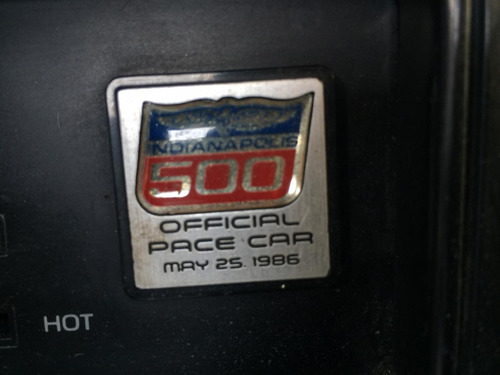 INDIANAPOLIS
500
OFFICIAL
PACE CAR
MAY 25. 1986
HOT